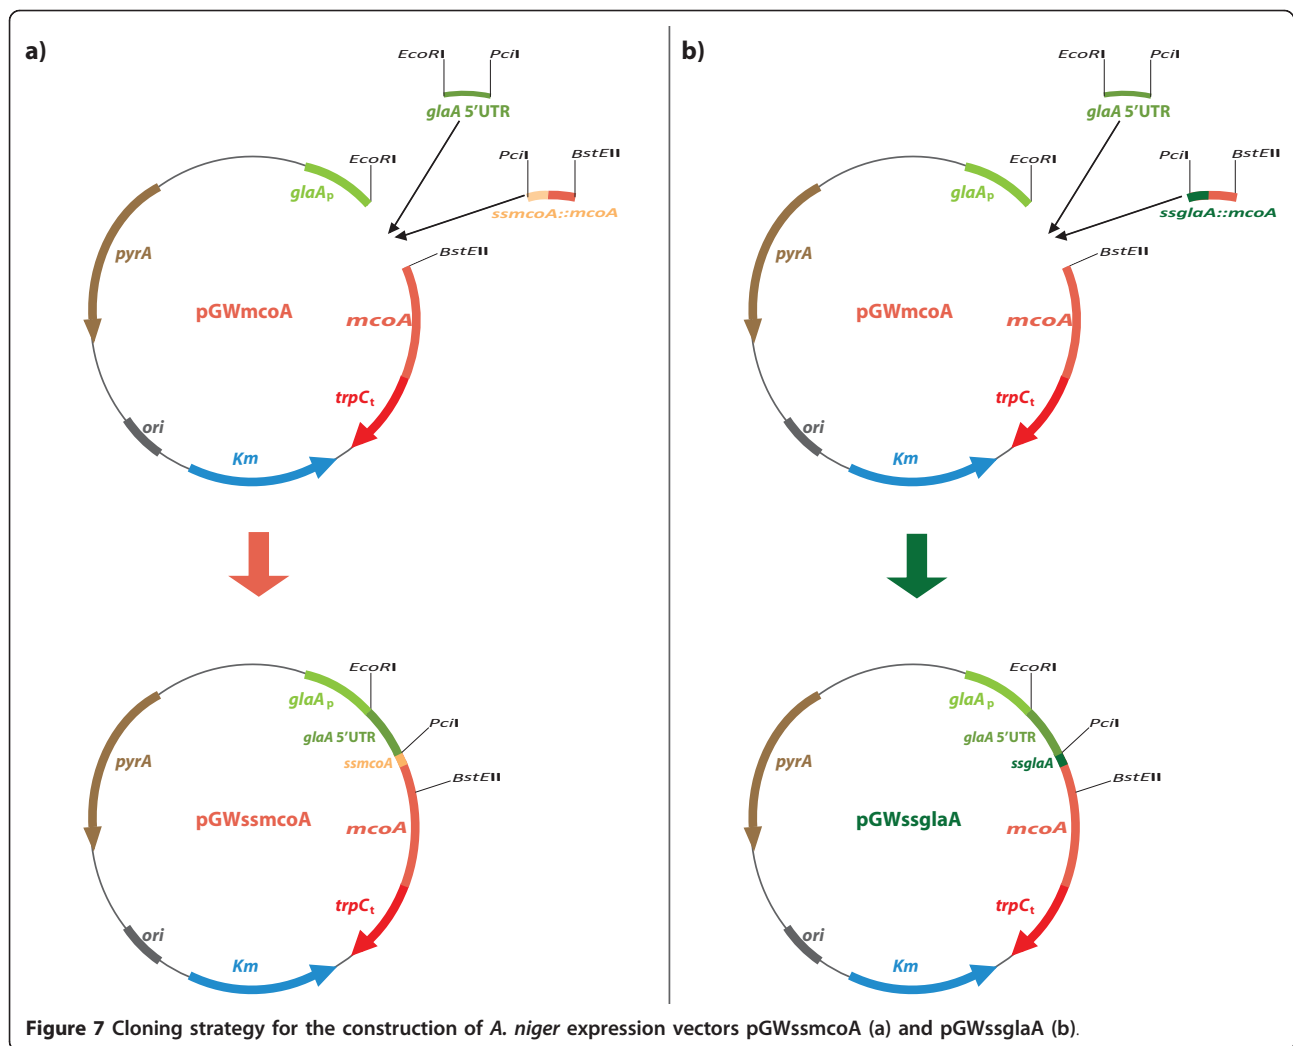 a)
EcoRI
PciI
glaA 5'UTR
PciI
BstEII
ssmcoA::mcoA
EcoRI
glaAp
BstEII
pyrA
pGWmcoA
mcoA
trpCt
ori
Km
EcoRI
glaAp
PciI
glaA 5'UTR
ssmcoA
BstEII
pyrA
pGWssmcoA
mcoA
trpCt
ori
Km
b)
EcoRI
PciI
glaA 5'UTR
PciI
BstEII
ssglaA::mcoA
EcoRI
glaAp
BstEII
pyrA
pGWmcoA
mcoA
trpCt
ori
Km
EcoRI
glaAp
PciI
glaA 5'UTR
ssglaA
BstEII
pyrA
pGWssglaA
mcoA
trpCt
ori
Km
Figure 7 Cloning strategy for the construction of A. niger expression vectors pGWssmcoA (a) and pGWssglaA (b).